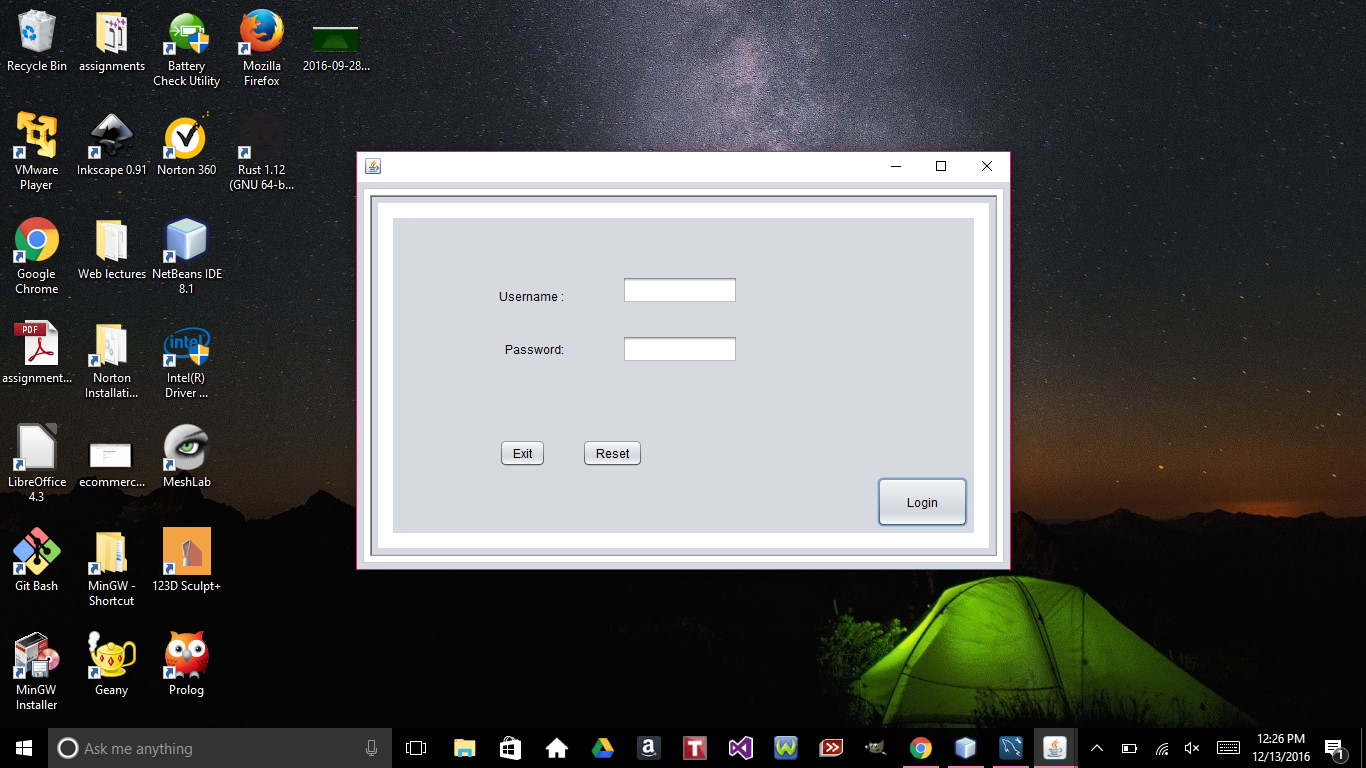 Recycle Bin
assignments
Battery
Check Utility
Mozilla
Firefox
2016-09-28...
VMware
Player
Inkscape 0.91
Norton 360
Rust 1.12
(GNU 64-b...
Google
Chrome
Web lectures
NetBeans IDE
8.1
PDF
assignment...
Norton
Installati...
intel
Intel(R)
Driver ...
LibreOffice
4.3
ecommerc...
MeshLab
Git Bash
MinGW -
Shortcut
123D Sculpt+
MinGW
Installer
Geany
Prolog
Username :
Password:
Exit
Reset
Login
Ask me anything
12:26 PM
12/13/2016
1